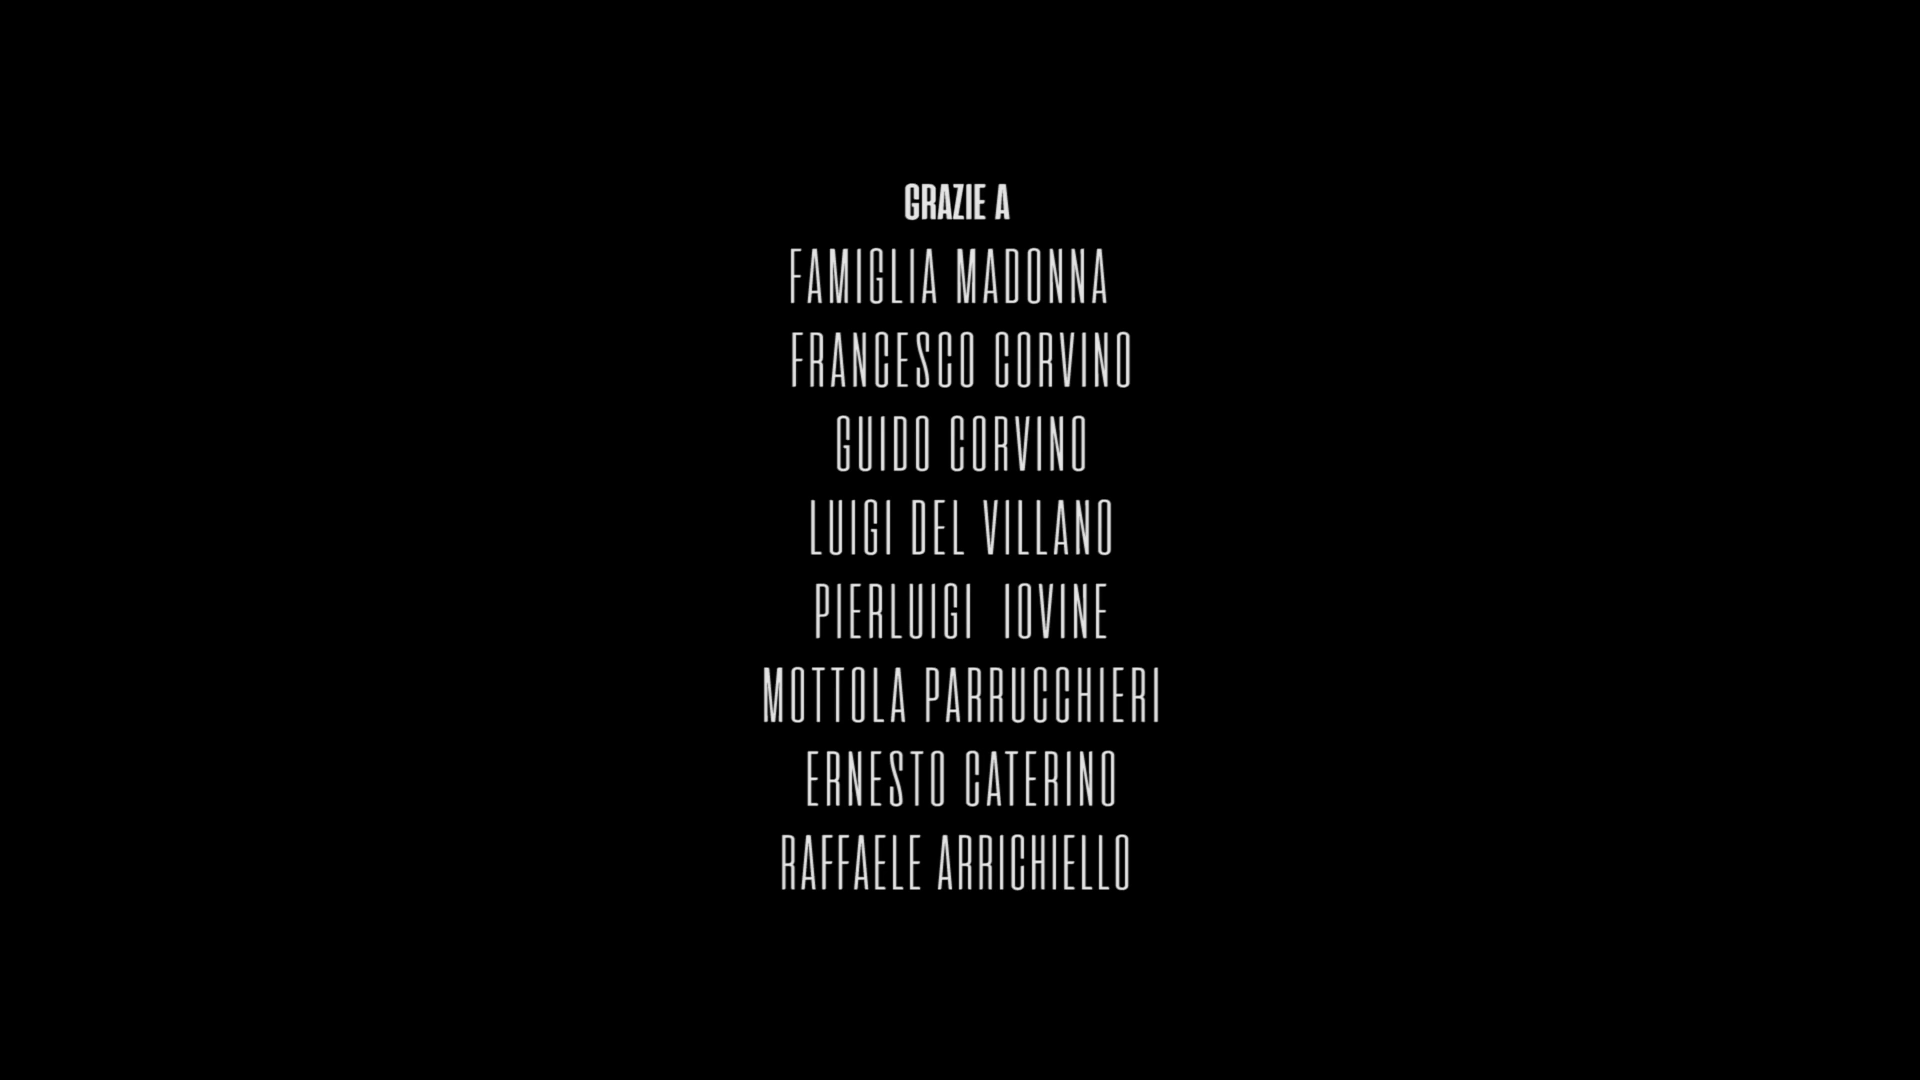 GRAZIE A
FAMIGLIA MADONNA
FRANCESCO CORVINO
GUIDO CORVINO
LUIGI DEL VILLANO
PIERLUIGI IOVINE
MOTTOLA PARRUCCHIERI
ERNESTO CATERINO
RAFFAELE ARRICHIELLO